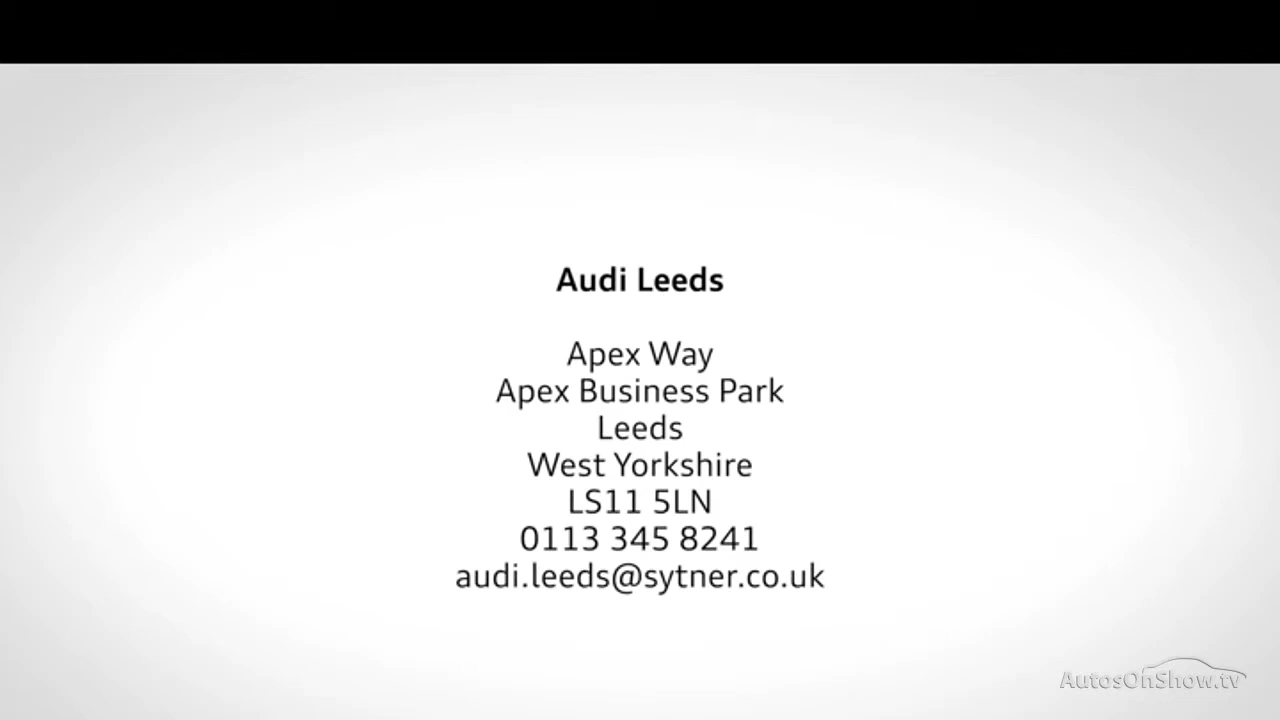 Audi Leeds
Apex Way
Apex Business Park
Leeds
West Yorkshire
LS11 5LN
0113 345 8241
audi.leeds@sytner.co.uk
AutosOnShow.tv